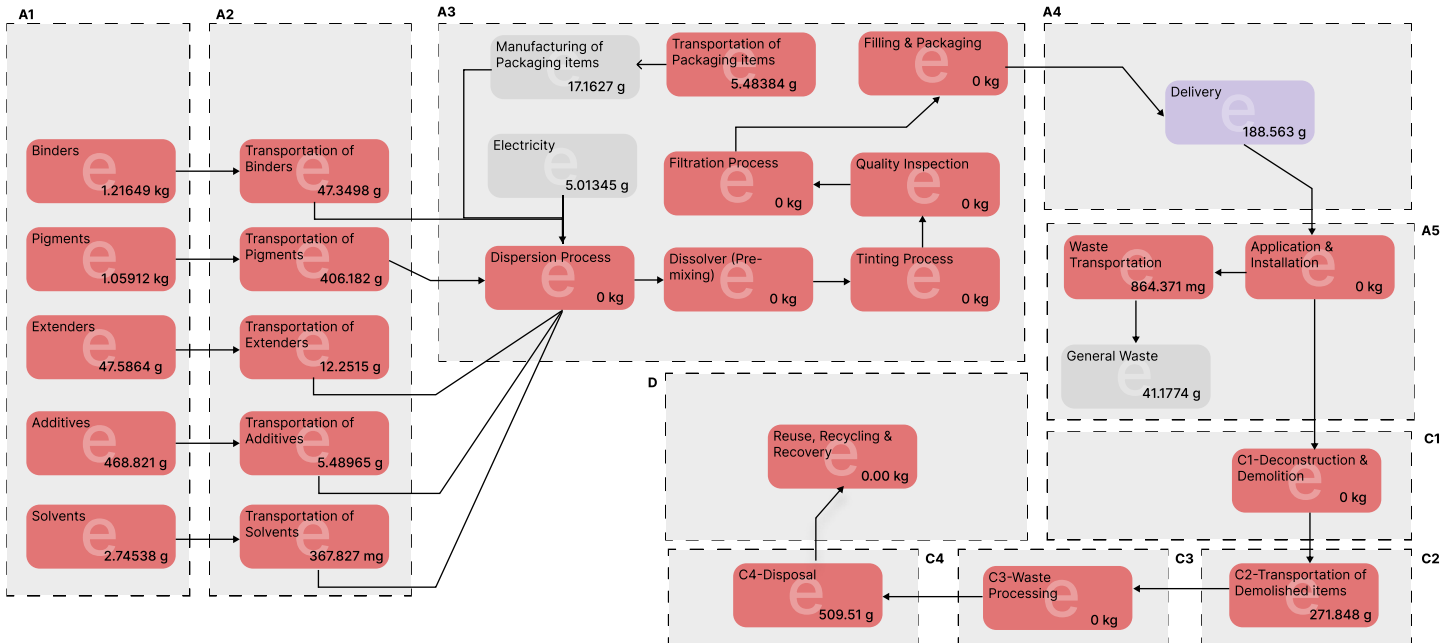 A1
Binders
1.21649 kg
Pigments
1.05912 kg
Extenders
47.5864 g
Additives
468.821 g
Solvents
2.74538 g
A2
Transportation of
Binders
47.3498 g
Transportation of
Pigments
406.182 g
Transportation of
Extenders
12.2515 g
Transportation of
Additives
5.48965 g
Transportation of
Solvents
367.827 mg
A3
Manufacturing of
Packaging items
17.1627 g
Transportation of
Packaging items
5.48384 g
Filling & Packaging
0 kg
Electricity
5.01345 g
Filtration Process
0 kg
Quality Inspection
0 kg
Dispersion Process
0 kg
Dissolver (Pre-
mixing)
0 kg
Tinting Process
0 kg
A4
Delivery
188.563 g
A5
Waste
Transportation
864.371 mg
Application &
Installation
0 kg
General Waste
41.1774 g
D
Reuse, Recycling &
Recovery
0.00 kg
C1
C1-Deconstruction &
Demolition
0 kg
C4
C4-Disposal
509.51 g
C3
C3-Waste
Processing
0 kg
C2
C2-Transportation of
Demolished items
271.848 g